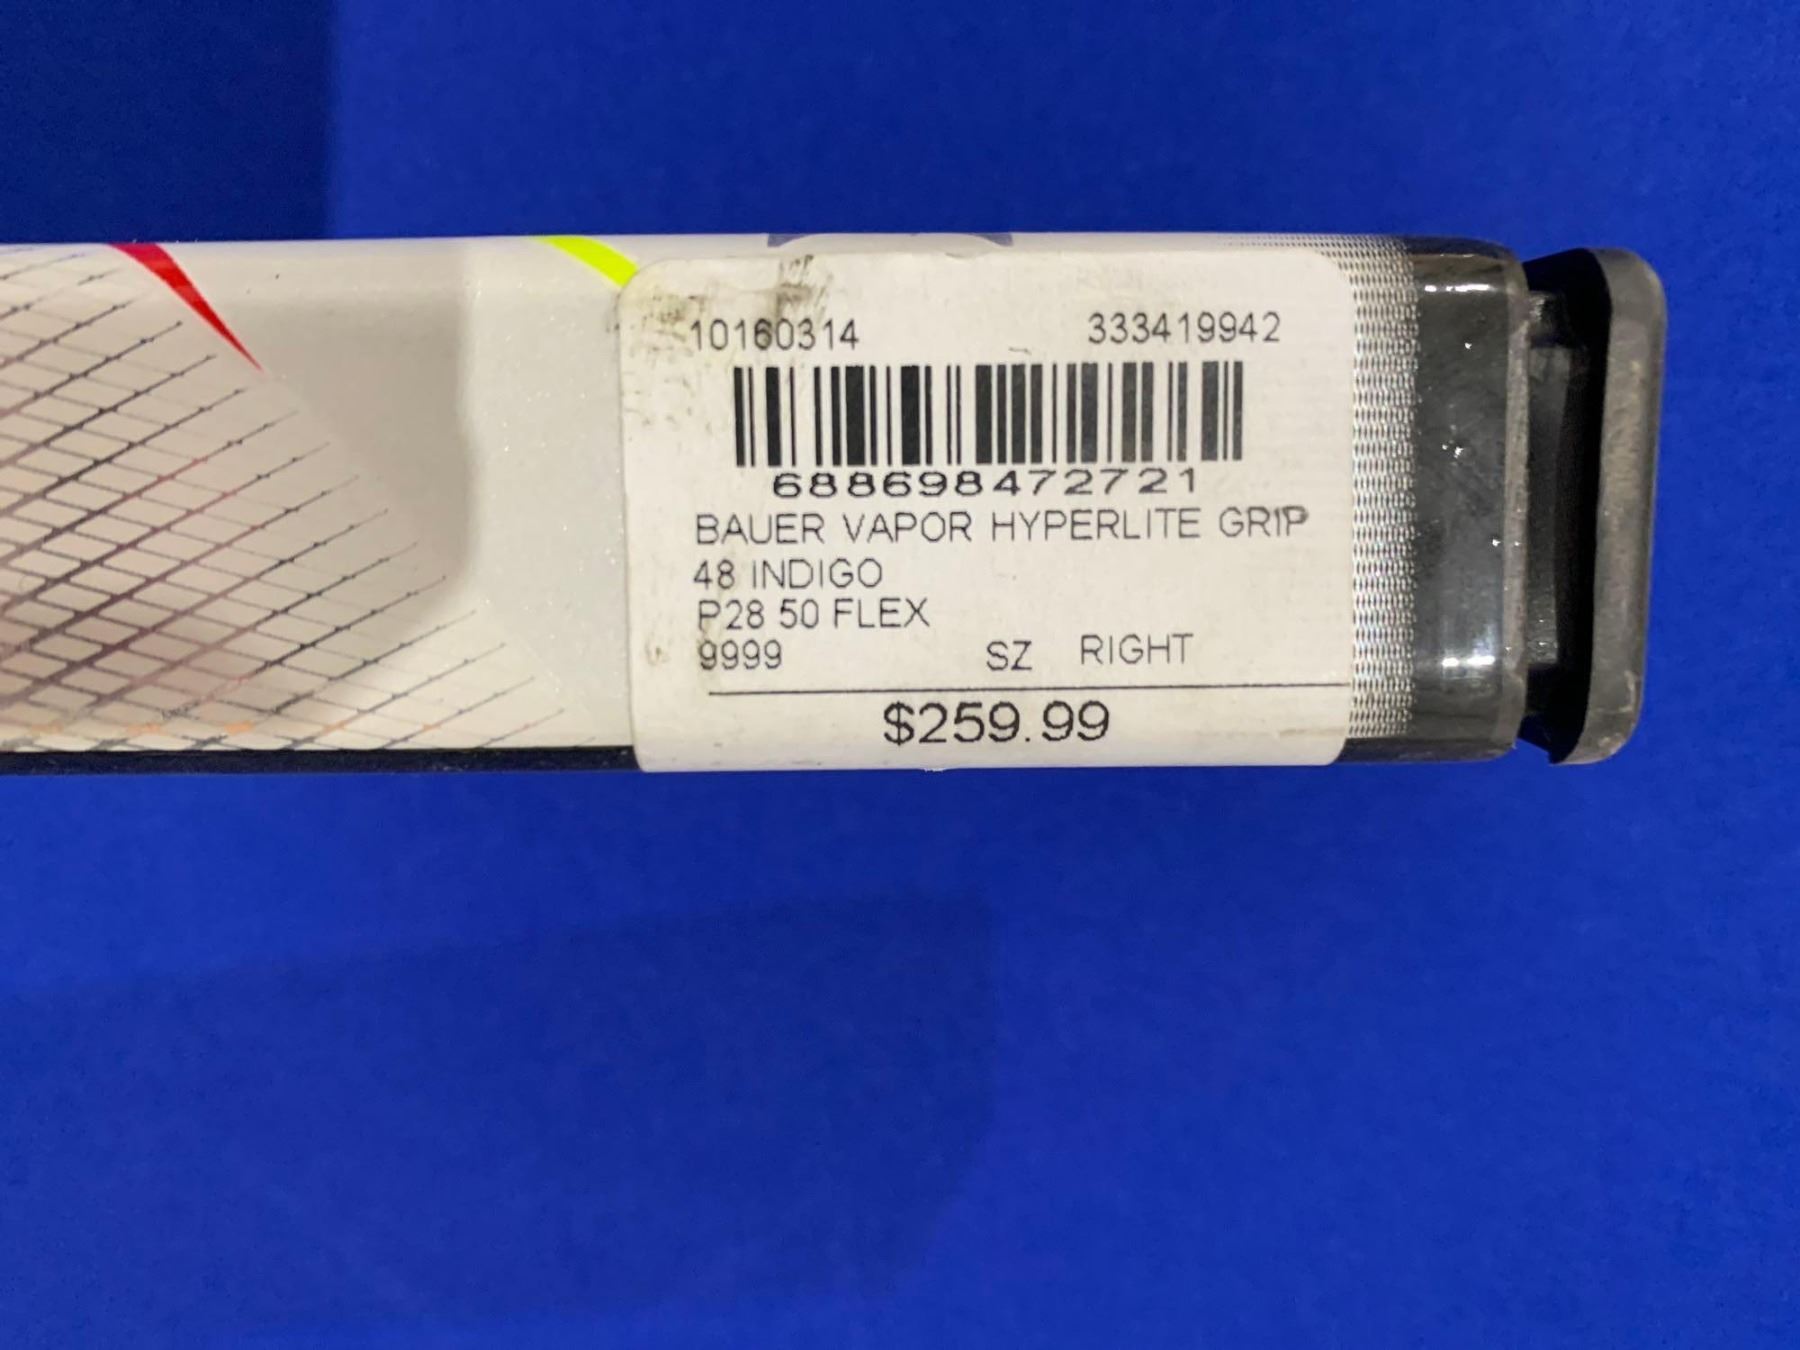 10160314 333419942
688698472721
BAUER VAPOR HYPERLITE GRIP
48 INDIGO
P28 50 FLEX
9999 SZ RIGHT
$259.99